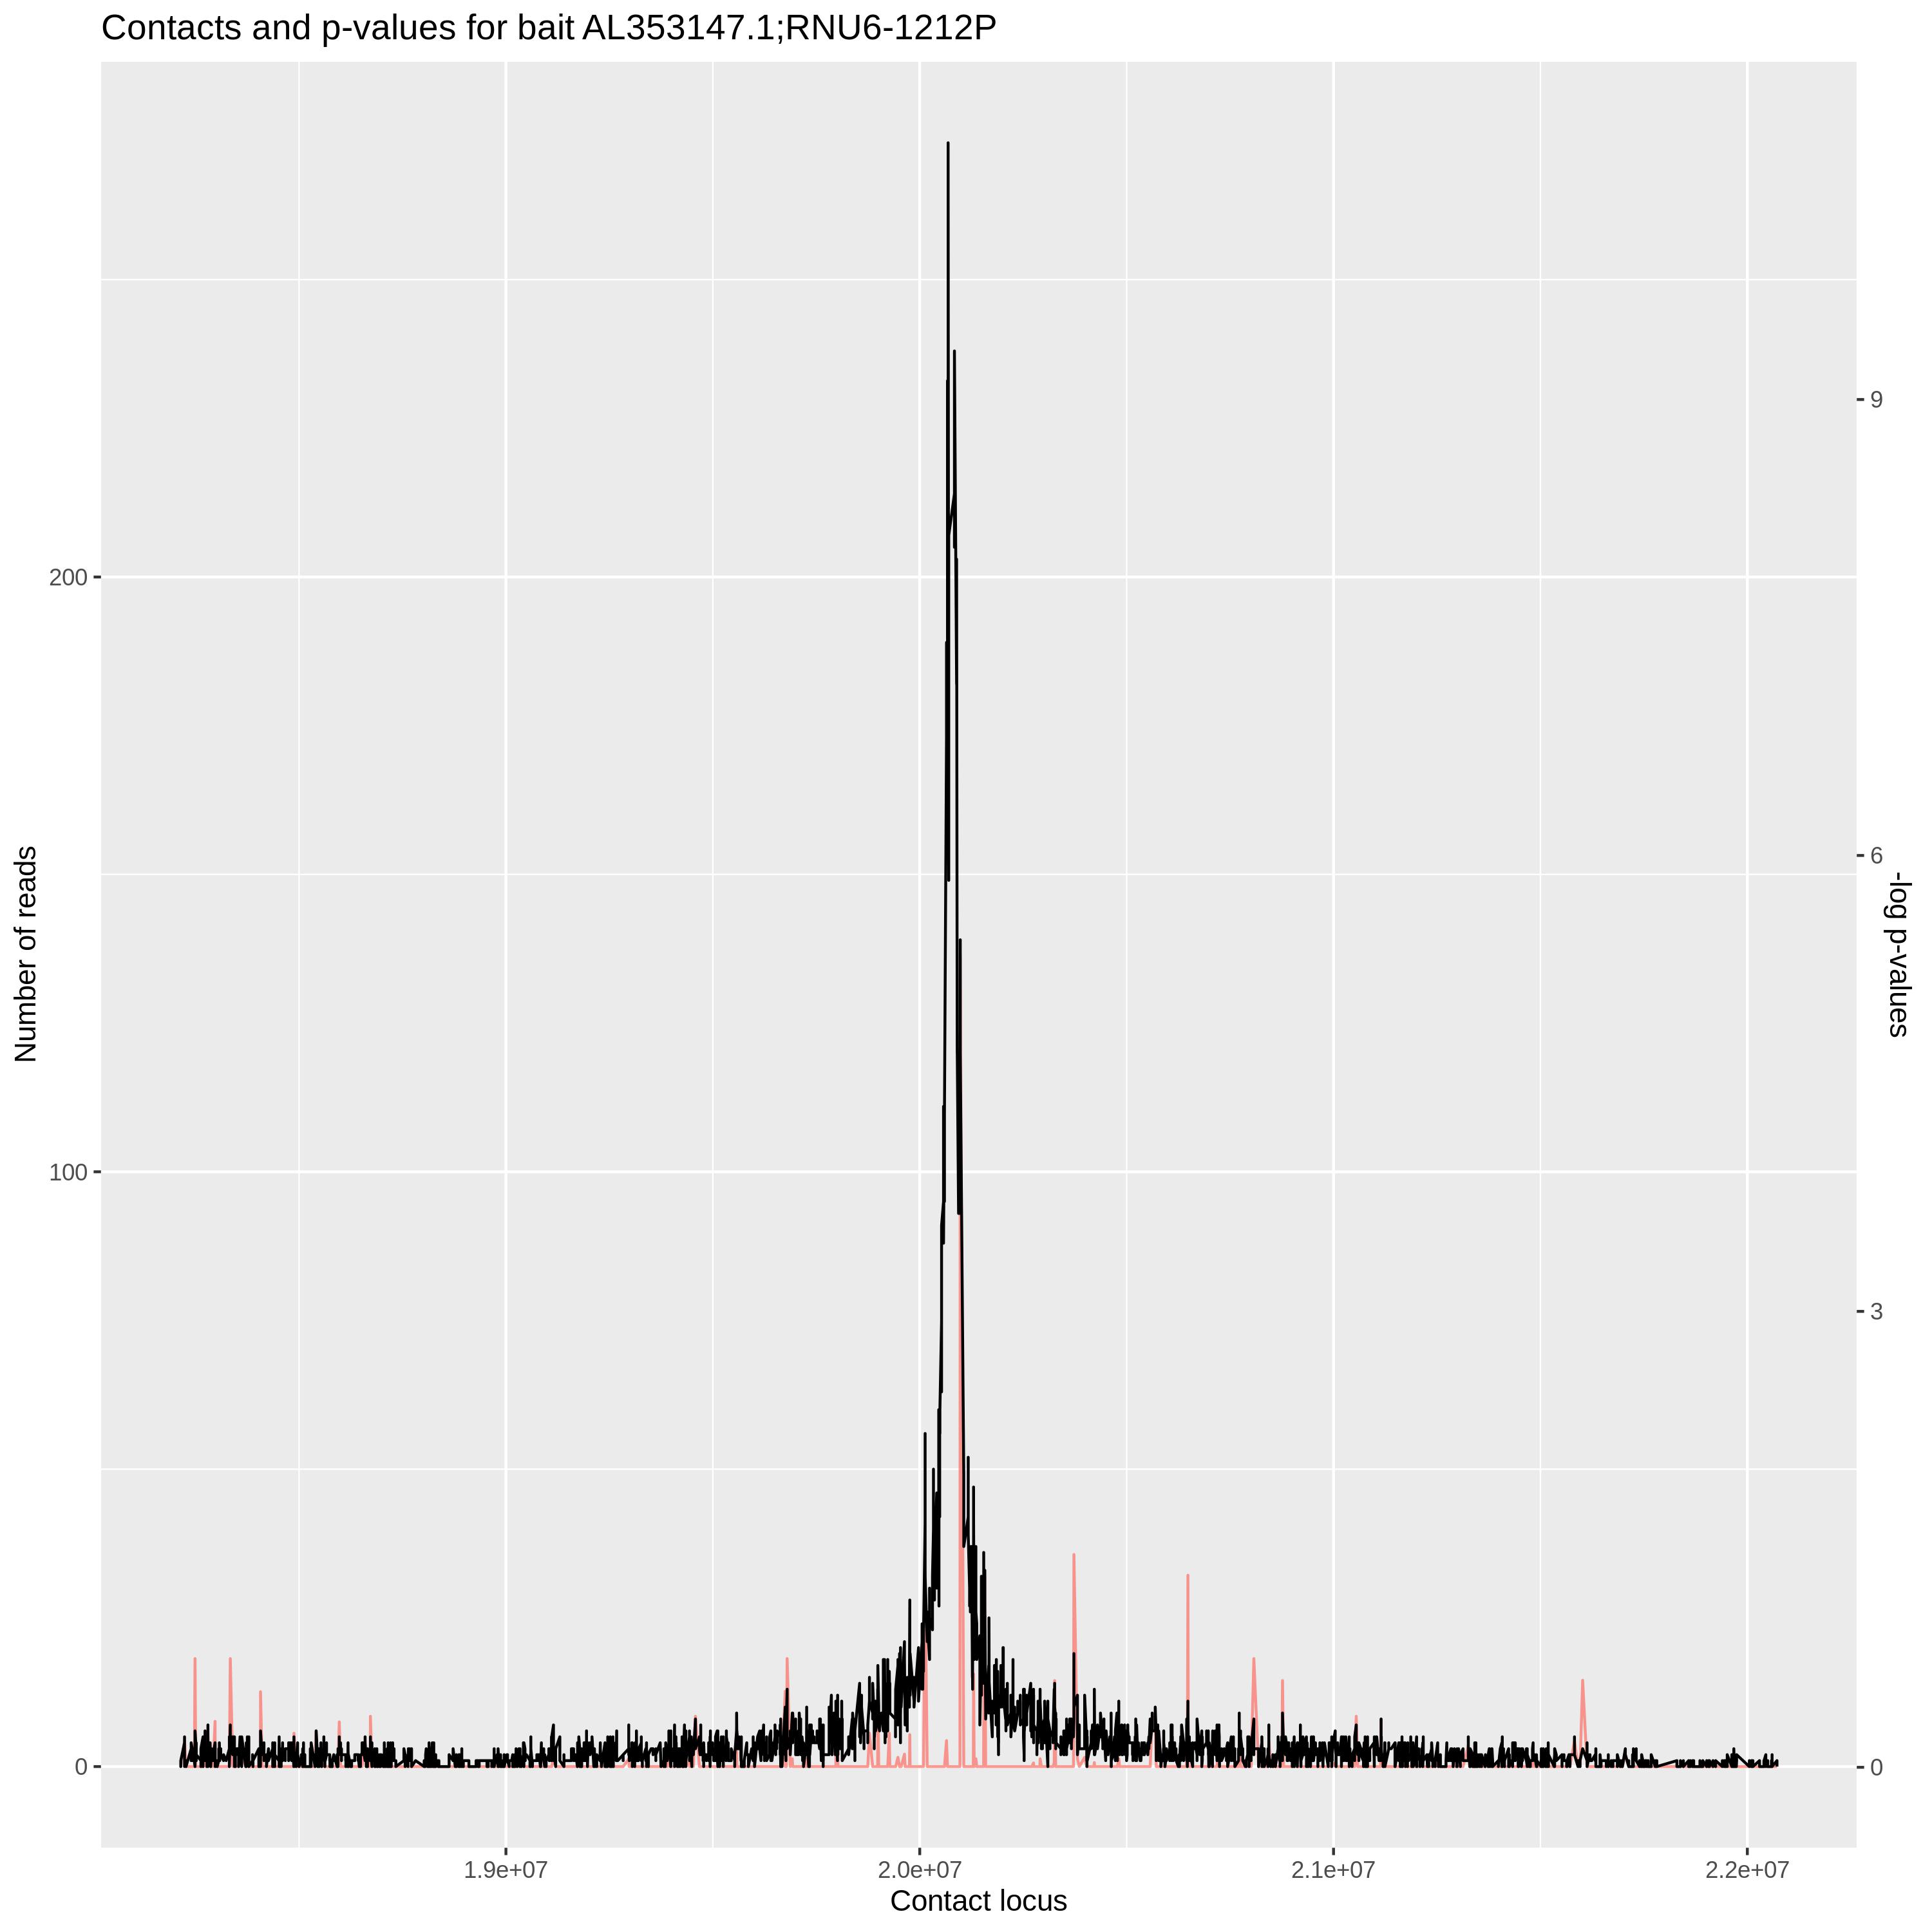 Contacts and p-values for bait AL353147.1;RNU6-1212P
Number of reads
200
100
0
9
6
3
0
-log p-values
1.9e+07
2.0e+07
2.1e+07
2.2e+07
Contact locus